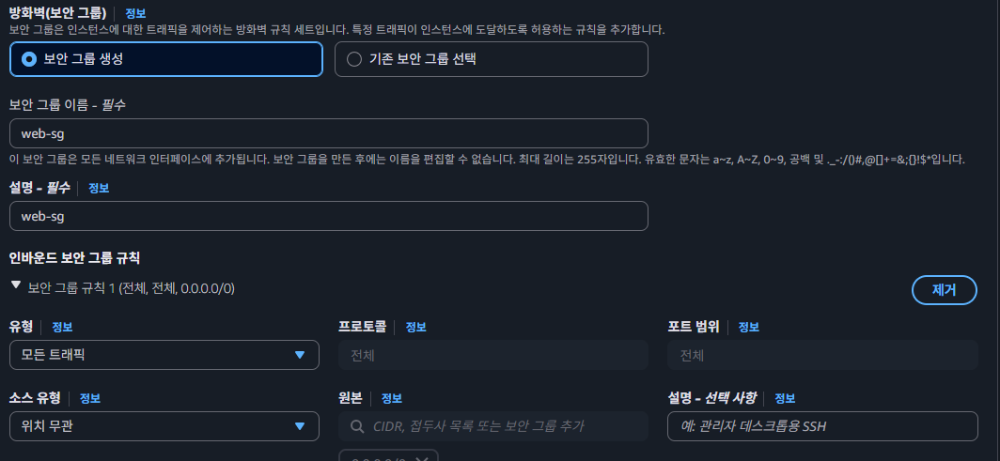 방화벽(보안 그룹) 정보
보안 그룹은 인스턴스에 대한 트래픽을 제어하는 방화벽 규칙 세트입니다. 특정 트래픽이 인스턴스에 도달하도록 허용하는 규칙을 추가합니다.
보안 그룹 생성 기존 보안 그룹 선택
보안 그룹 이름 - 필수
web-sg
이 보안 그룹은 모든 네트워크 인터페이스에 추가됩니다. 보안 그룹을 만든 후에는 이름을 편집할 수 없습니다. 최대 길이는 255자입니다. 유효한 문자는 a~z, A~Z, 0~9, 공백 및 ._-:/()#,@[]+=&;{}!$*입니다.
설명 - 필수 정보
web-sg
인바운드 보안 그룹 규칙
보안 그룹 규칙 1 (전체, 전체, 0.0.0.0/0) 제거
유형 정보 프로토콜 정보 포트 범위 정보
모든 트래픽 전체 전체
소스 유형 정보 원본 정보 설명 - 선택 사항 정보
위치 무관 CIDR, 접두사 목록 또는 보안 그룹 추가 예: 관리자 데스크톱용 SSH
0.0.0.0/0